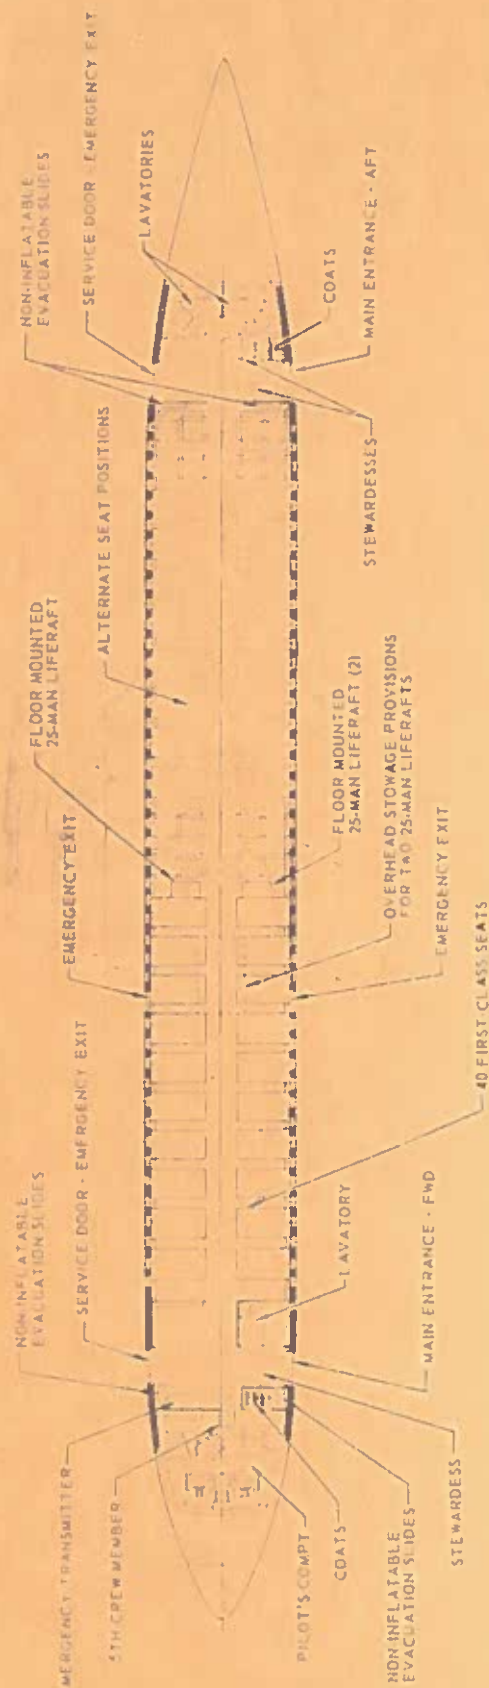 EMERGENCY TRANSMITTER
5TH CREW MEMBER
NON-INFLATABLE
EVACUATION SLIDES
SERVICE DOOR - EMERGENCY EXIT
EMERGENCY EXIT
FLOOR MOUNTED
25-MAN LIFERAFT
ALTERNATE SEAT POSITIONS
NON-INFLATABLE
EVACUATION SLIDES
SERVICE DOOR - EMERGENCY EXIT
LAVATORIES
PILOT'S COMPT
COATS
NON-INFLATABLE
EVACUATION SLIDES
STEWARDESS
MAIN ENTRANCE - FWD
LAVATORY
40 FIRST CLASS SEATS
EMERGENCY EXIT
OVERHEAD STOWAGE PROVISIONS
FOR TWO 25-MAN LIFERAFTS
FLOOR MOUNTED
25-MAN LIFERAFT (2)
STEWARDESSES
MAIN ENTRANCE - AFT
COATS